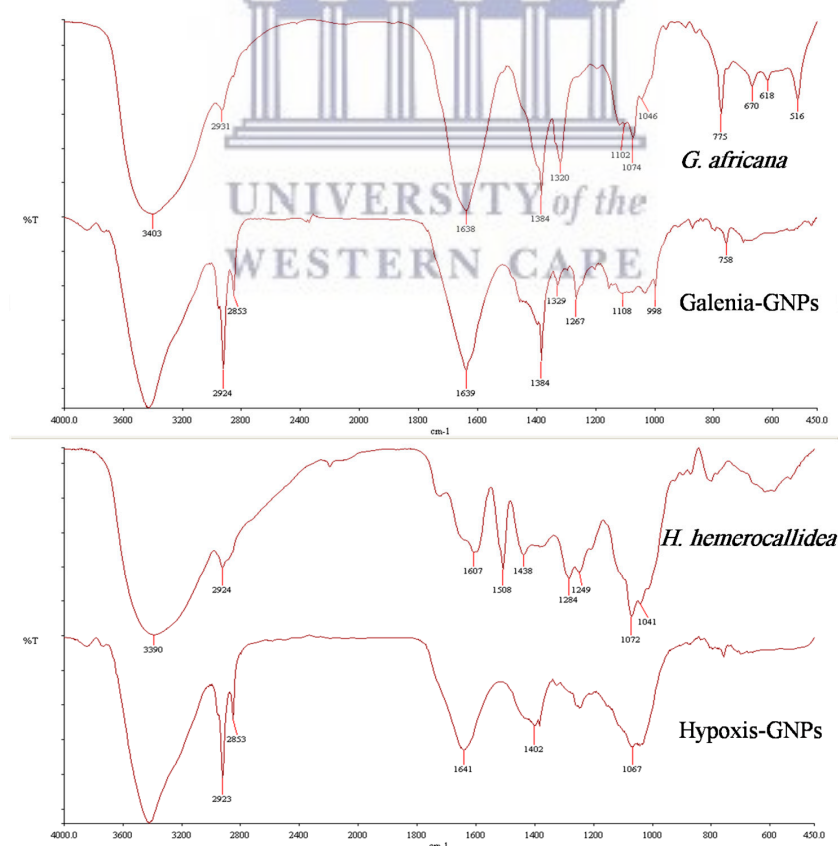 2931
3403
1638
1384
1320
1102
1074
1046
775
670
618
516
G. africana
UNIVERSITY of the
WESTERN CAPE
%T
2853
2924
1639
1384
1329
1267
1108
998
758
Galenia-GNPs
4000.0 3600 3200 2800 2400 2000 1800 1600 1400 1200 1000 800 600 450.0
cm-1
2924
3390
1607
1508
1438
1284
1249
1072
1041
H. hemerocallidea
%T
2853
2923
1641
1402
1067
Hypoxis-GNPs
4000.0 3600 3200 2800 2400 2000 1800 1600 1400 1200 1000 800 600 450.0
cm-1